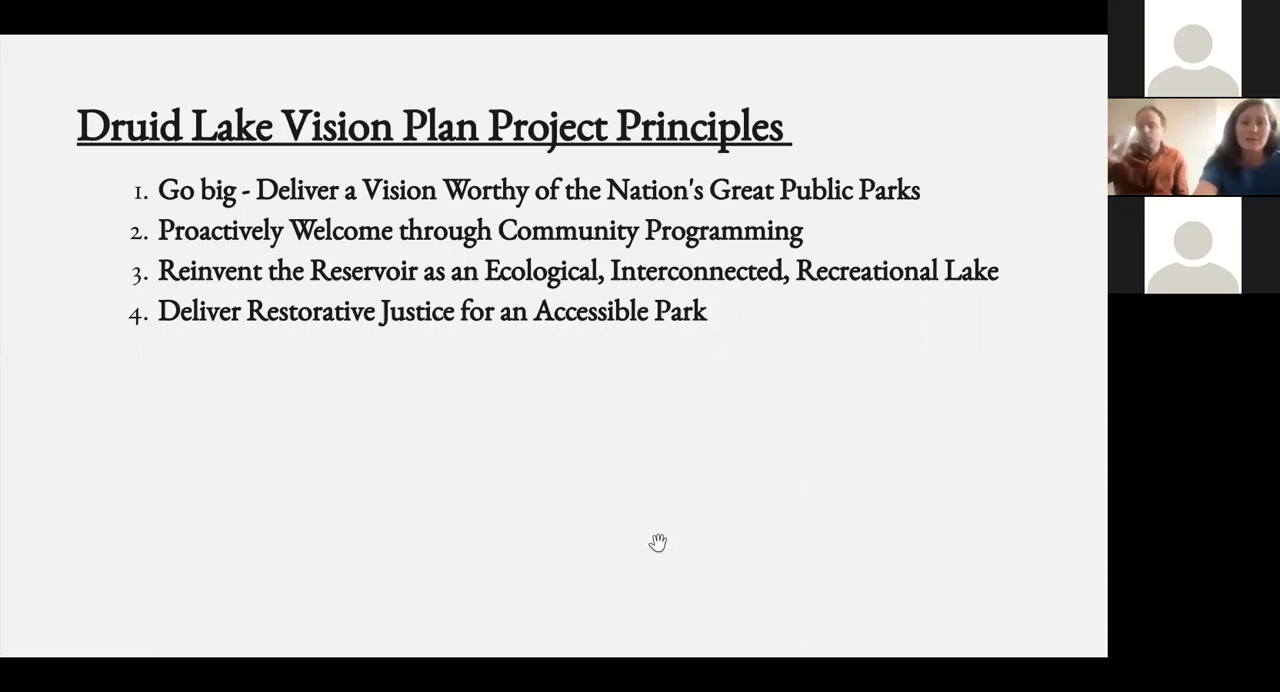 Druid Lake Vision Plan Project Principles
1. Go big - Deliver a Vision Worthy of the Nation's Great Public Parks
2. Proactively Welcome through Community Programming
3. Reinvent the Reservoir as an Ecological, Interconnected, Recreational Lake
4. Deliver Restorative Justice for an Accessible Park